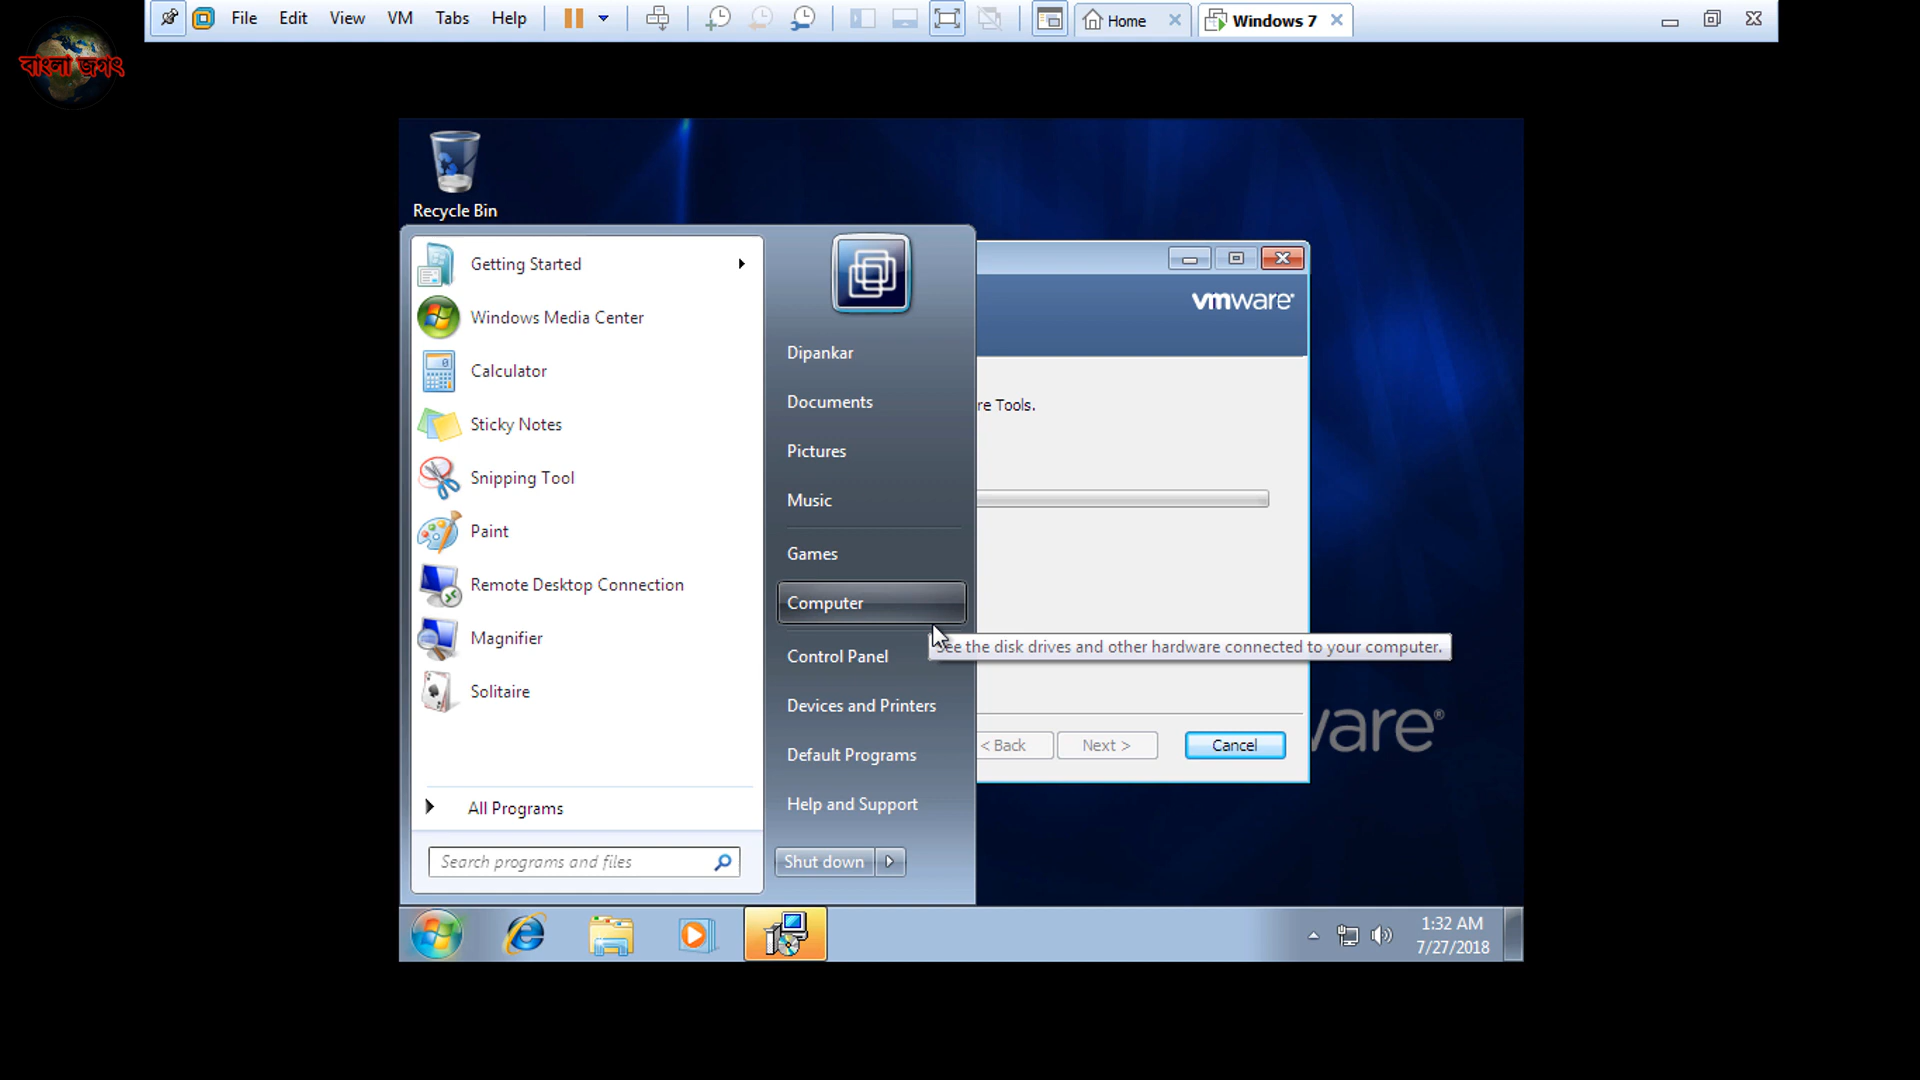 File Edit View VM Tabs Help
Home
Windows 7
বাংলা জগৎ
Recycle Bin
Getting Started
Windows Media Center
Calculator
Sticky Notes
Snipping Tool
Paint
Remote Desktop Connection
Magnifier
Solitaire
All Programs
Search programs and files
Dipankar
Documents
Pictures
Music
Games
Computer
Control Panel
Devices and Printers
Default Programs
Help and Support
Shut down
vmware®
re Tools.
See the disk drives and other hardware connected to your computer.
< Back
Next >
Cancel
ware®
1:32 AM
7/27/2018